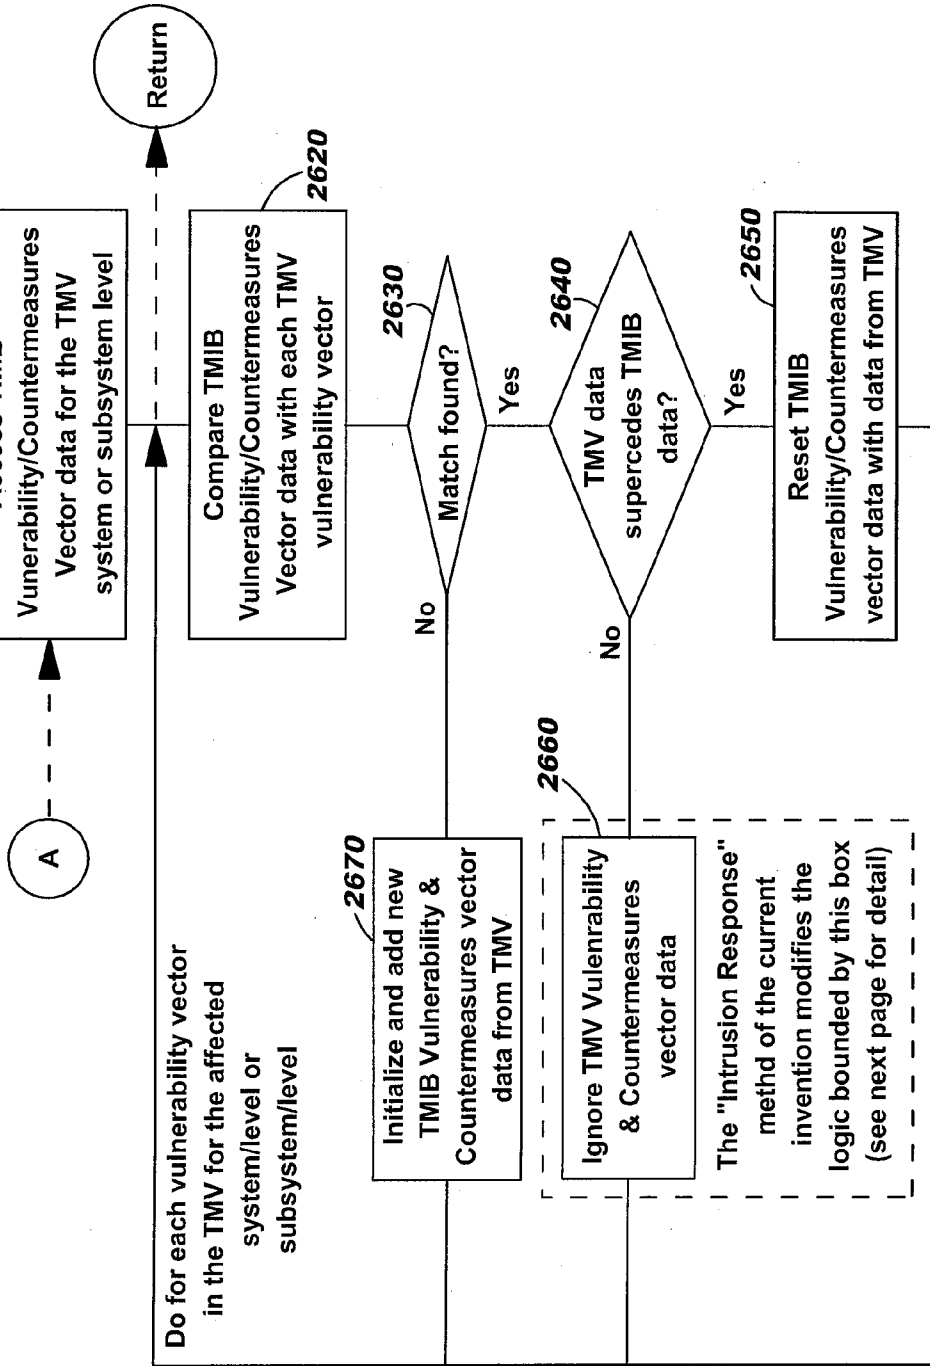 Vunerability/Countermeasures
Vector data for the TMV
system or subsystem level
A
Return
Do for each vulnerability vector
in the TMV for the affected
system/level or
subsystem/level
Compare TMIB
Vulnerability/Countermeasures
Vector data with each TMV
vulnerability vector
2620
Match found?
2630
No
Yes
Initialize and add new
TMIB Vulnerability &
Countermeasures vector
data from TMV
2670
TMV data
supercedes TMIB
data?
2640
No
Yes
Ignore TMV Vulenrability
& Countermeasures
vector data
2660
The "Intrusion Response"
methd of the current
invention modifies the
logic bounded by this box
(see next page for detail)
Reset TMIB
Vulnerability/Countermeasures
vector data with data from TMV
2650